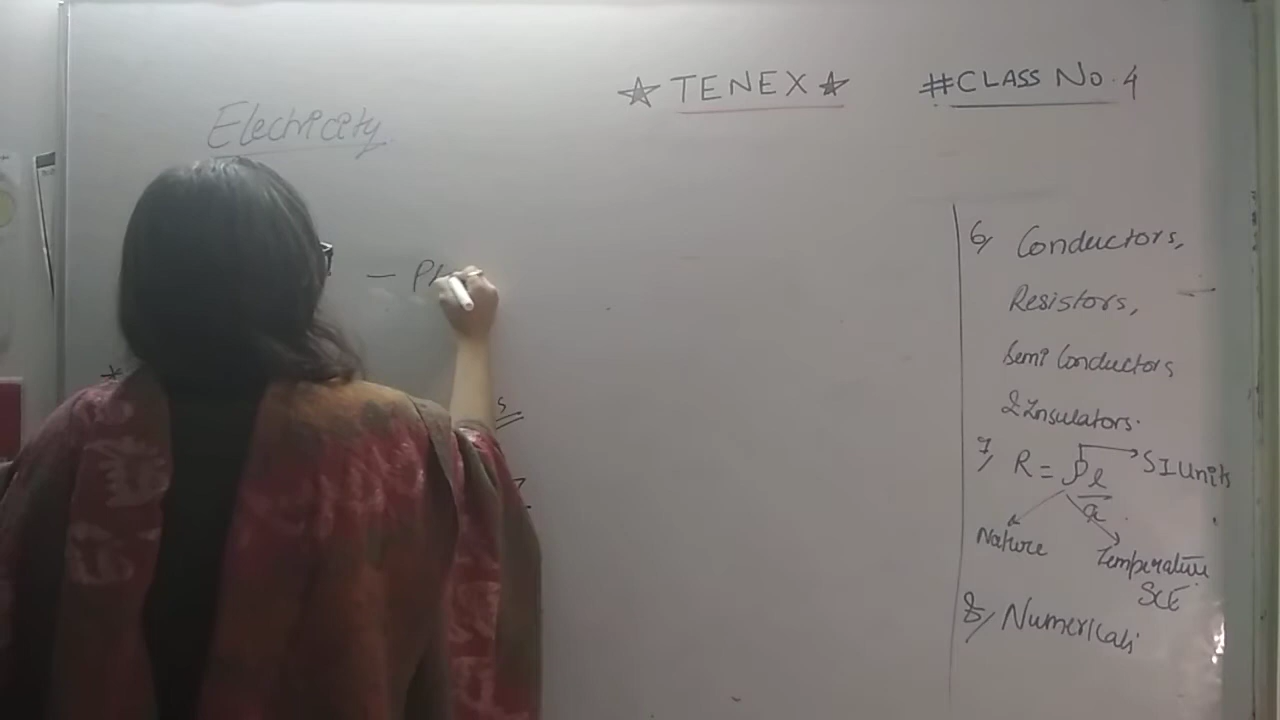 ☆ TENEX ☆ #CLASS No. 4
Electricity
— Ph
6, Conductors,
Resistors,
Semi Conductors
& Insulators.
7, R = ρl/a → SI Units
Nature
Temperature
8, Numericals